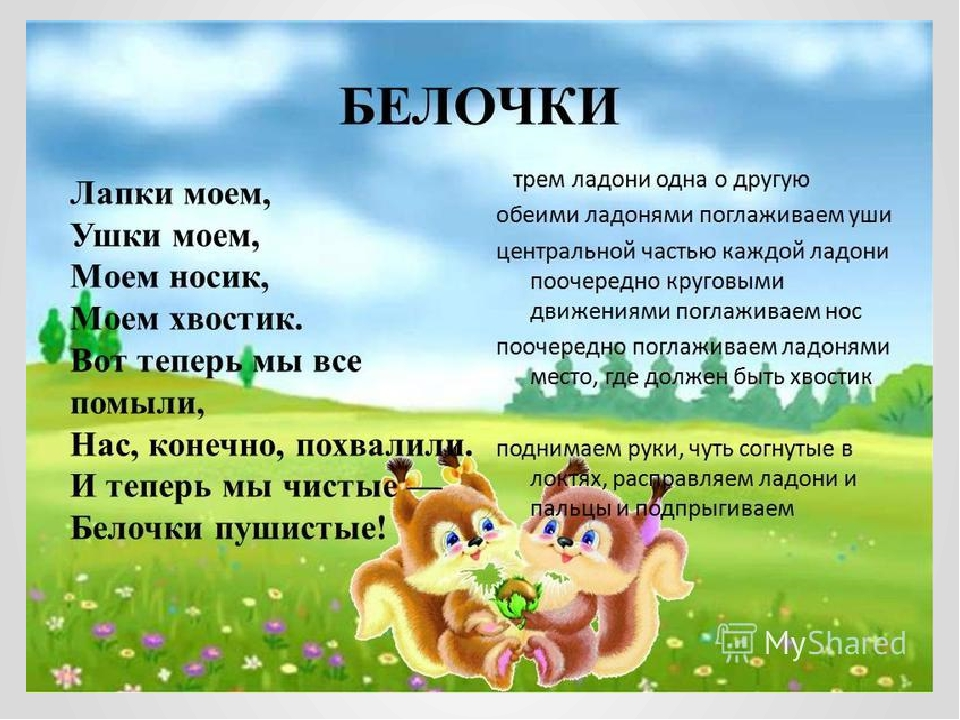 БЕЛОЧКИ
Лапки моем,
Ушки моем,
Моем носик,
Моем хвостик.
Вот теперь мы все
помыли,
Нас, конечно, похвалили.
И теперь мы чистые —
Белочки пушистые!
трем ладони одна о другую
обеими ладонями поглаживаем уши
центральной частью каждой ладони
поочередно круговыми
движениями поглаживаем нос
поочередно поглаживаем ладонями
место, где должен быть хвостик
поднимаем руки, чуть согнутые в
локтях, расправляем ладони и
пальцы и подпрыгиваем
MyShared